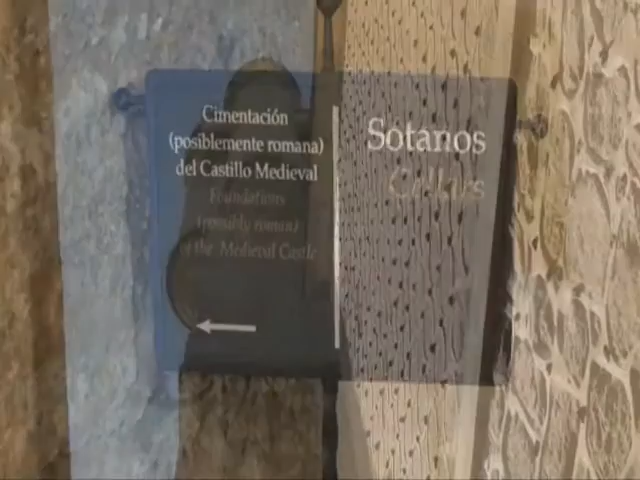 Cimentación
(posiblemente romana)
del Castillo Medieval
Foundations
(possibly roman)
of the Medieval Castle
Sotanos
Cellars